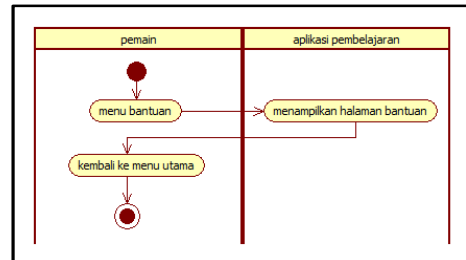 pemain
aplikasi pembelajaran
menu bantuan
menampilkan halaman bantuan
kembali ke menu utama